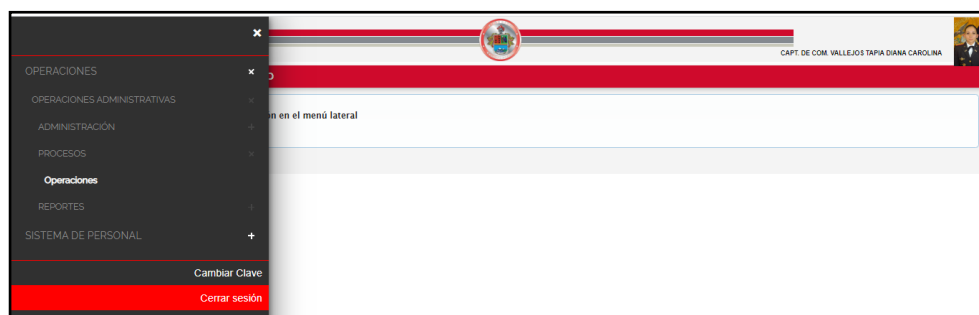 ×
CAPT. DE COM. VALLEJOS TAPIA DIANA CAROLINA
OPERACIONES ×
O
OPERACIONES ADMINISTRATIVAS ×
ón en el menú lateral
ADMINISTRACIÓN +
PROCESOS ×
Operaciones
REPORTES +
SISTEMA DE PERSONAL +
Cambiar Clave
Cerrar sesión